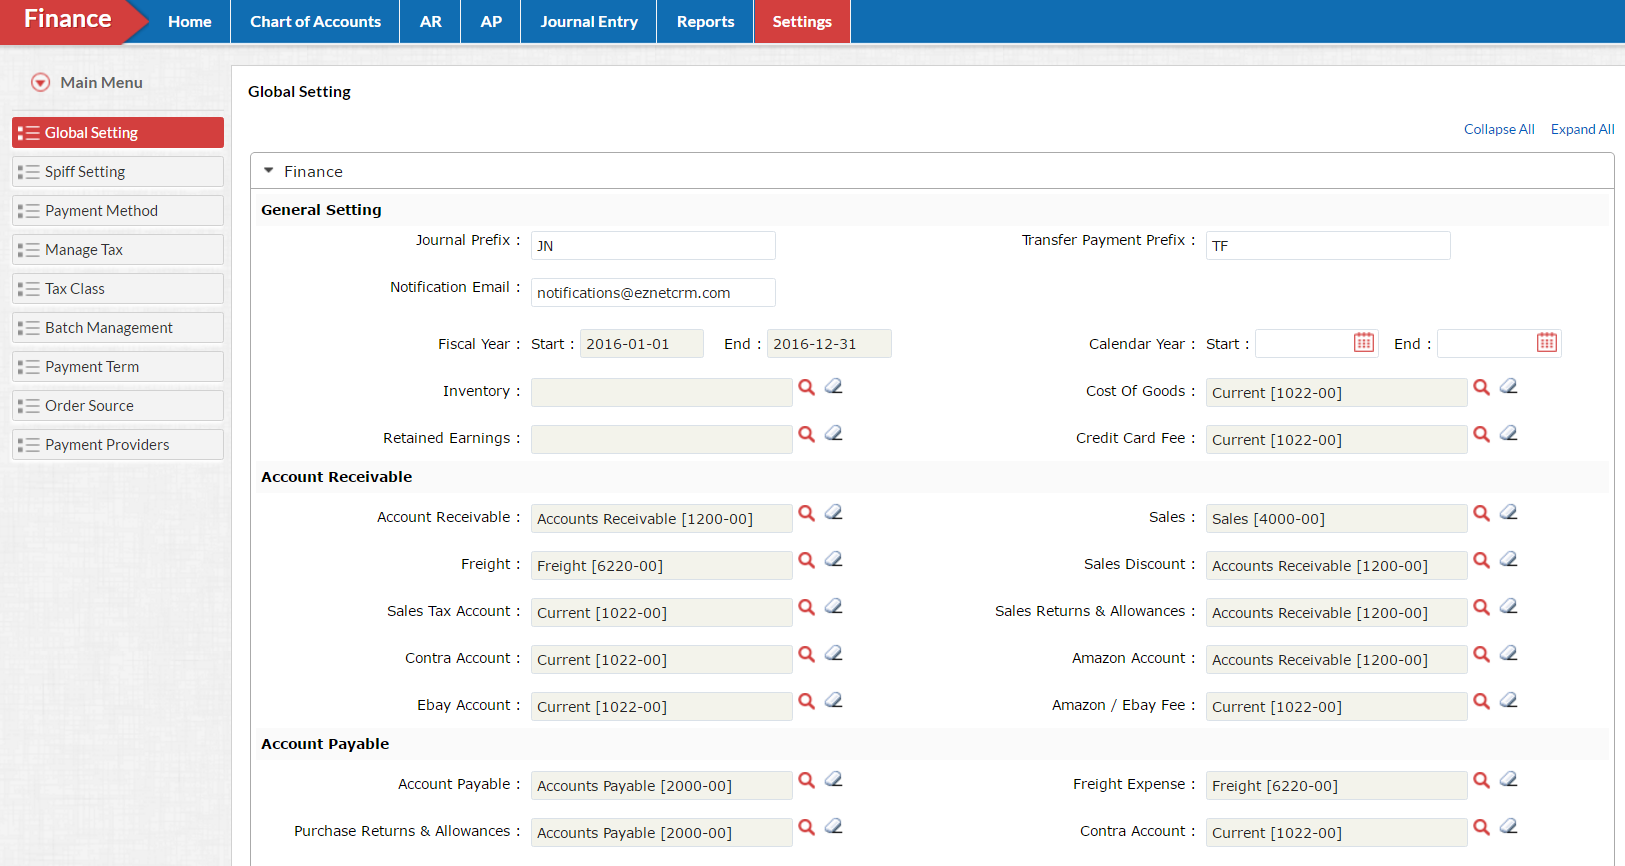 Finance Home Chart of Accounts AR AP Journal Entry Reports Settings
Main Menu
Global Setting
Spiff Setting
Payment Method
Manage Tax
Tax Class
Batch Management
Payment Term
Order Source
Payment Providers
Global Setting
Collapse All Expand All
Finance
General Setting
Journal Prefix : JN Transfer Payment Prefix : TF
Notification Email : notifications@eznetcrm.com
Fiscal Year : Start : 2016-01-01 End : 2016-12-31 Calendar Year : Start : End :
Inventory : Cost Of Goods : Current [1022-00]
Retained Earnings : Credit Card Fee : Current [1022-00]
Account Receivable
Account Receivable : Accounts Receivable [1200-00] Sales : Sales [4000-00]
Freight : Freight [6220-00] Sales Discount : Accounts Receivable [1200-00]
Sales Tax Account : Current [1022-00] Sales Returns & Allowances : Accounts Receivable [1200-00]
Contra Account : Current [1022-00] Amazon Account : Accounts Receivable [1200-00]
Ebay Account : Current [1022-00] Amazon / Ebay Fee : Current [1022-00]
Account Payable
Account Payable : Accounts Payable [2000-00] Freight Expense : Freight [6220-00]
Purchase Returns & Allowances : Accounts Payable [2000-00] Contra Account : Current [1022-00]